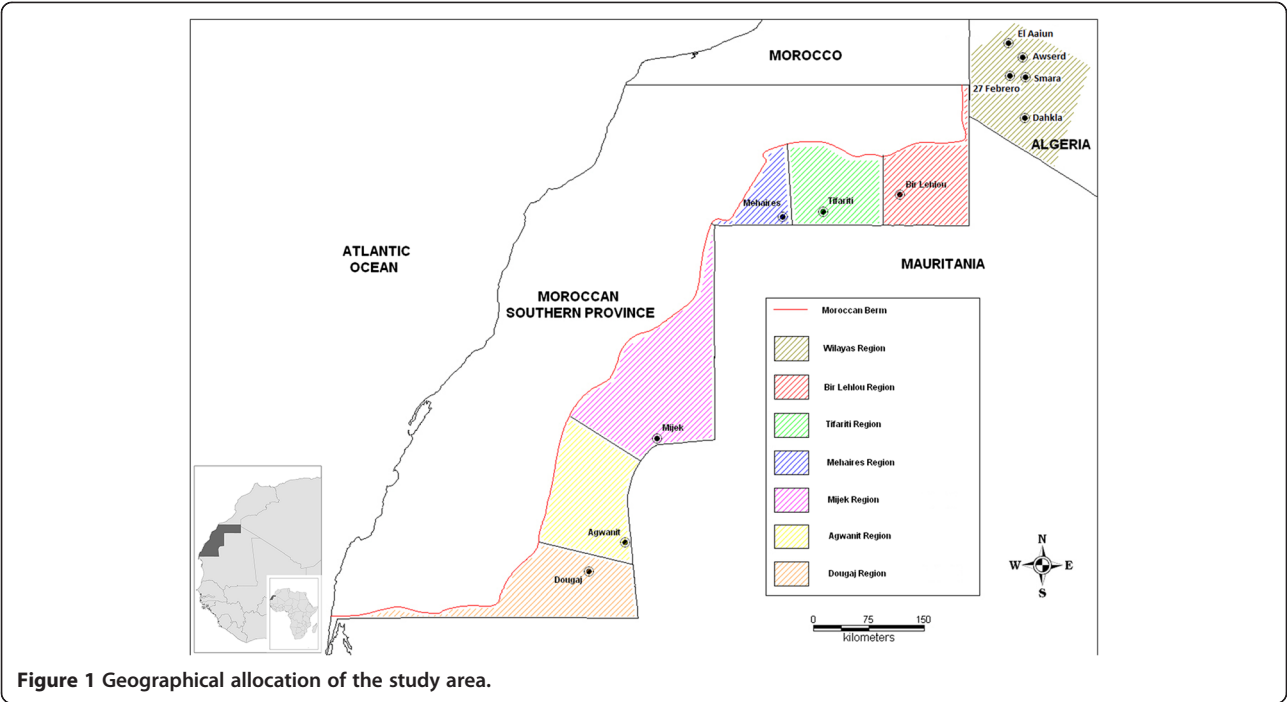 MOROCCO
El Aaiun
Awserd
Smara
27 Febrero
Dahkla
ALGERIA
Bir Lehlou
Mehaires
Tifariti
ATLANTIC
OCEAN
MAURITANIA
MOROCCAN
SOUTHERN PROVINCE
Moroccan Berm
Wilayas Region
Bir Lehlou Region
Tifariti Region
Mehaires Region
Mijek Region
Agwanit Region
Dougaj Region
Mijek
Agwanit
Dougaj
N
W E
S
0 75 150
kilometers
Figure 1 Geographical allocation of the study area.